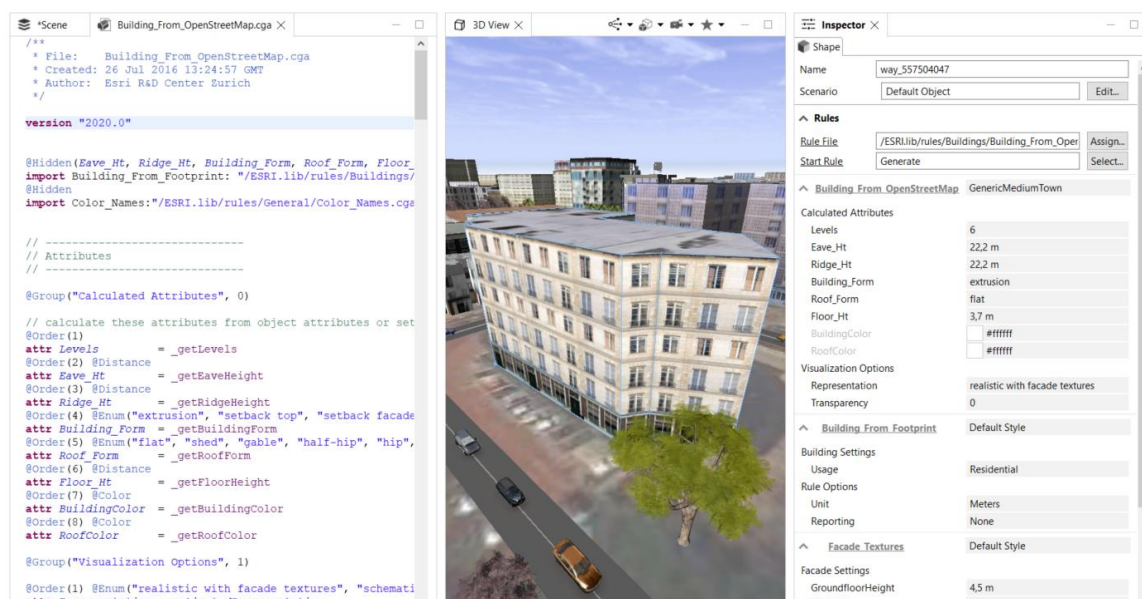 *Scene
Building_From_OpenStreetMap.cga
/**
* File: Building_From_OpenStreetMap.cga
* Created: 26 Jul 2016 13:24:57 GMT
* Author: Esri R&D Center Zurich
*/
version "2020.0"
@Hidden(Eave_Ht, Ridge_Ht, Building_Form, Roof_Form, Floor_
import Building_From_Footprint: "/ESRI.lib/rules/Buildings/
@Hidden
import Color_Names:"/ESRI.lib/rules/General/Color_Names.cga
// ------------------------------
// Attributes
// ------------------------------
@Group("Calculated Attributes", 0)
// calculate these attributes from object attributes or set
@Order(1)
attr Levels = _getLevels
@Order(2) @Distance
attr Eave_Ht = _getEaveHeight
@Order(3) @Distance
attr Ridge_Ht = _getRidgeHeight
@Order(4) @Enum("extrusion", "setback top", "setback facade
attr Building_Form = _getBuildingForm
@Order(5) @Enum("flat", "shed", "gable", "half-hip", "hip",
attr Roof_Form = _getRoofForm
@Order(6) @Distance
attr Floor_Ht = _getFloorHeight
@Order(7) @Color
attr BuildingColor = _getBuildingColor
@Order(8) @Color
attr RoofColor = _getRoofColor
@Group("Visualization Options", 1)
@Order(1) @Enum("realistic with facade textures", "schemati
3D View
Inspector
Shape
Name way_557504047
Scenario Default Object Edit...
Rules
Rule File /ESRI.lib/rules/Buildings/Building_From_Oper Assign...
Start Rule Generate Select...
Building From OpenStreetMap GenericMediumTown
Calculated Attributes
Levels 6
Eave_Ht 22,2 m
Ridge_Ht 22,2 m
Building_Form extrusion
Roof_Form flat
Floor_Ht 3,7 m
BuildingColor #ffffff
RoofColor #ffffff
Visualization Options
Representation realistic with facade textures
Transparency 0
Building From Footprint Default Style
Building Settings
Usage Residential
Rule Options
Unit Meters
Reporting None
Facade Textures Default Style
Facade Settings
GroundfloorHeight 4,5 m